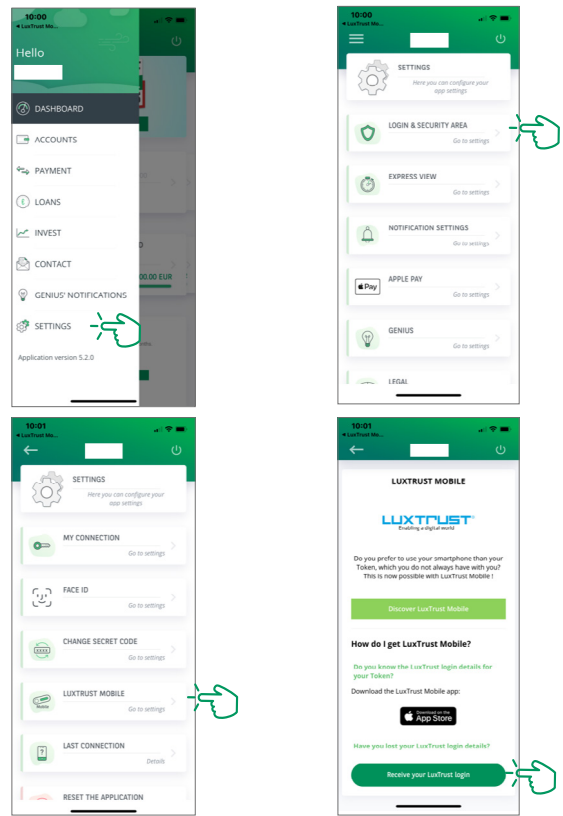 10:00
◀ LuxTrust Mo...
Hello
DASHBOARD
ACCOUNTS
PAYMENT
LOANS
INVEST
CONTACT
GENIUS' NOTIFICATIONS
SETTINGS
Application version 5.2.0
00.00 EUR
10:00
◀ LuxTrust Mo...
SETTINGS
Here you can configure your
app settings
LOGIN & SECURITY AREA
Go to settings
EXPRESS VIEW
Go to settings
NOTIFICATION SETTINGS
Go to settings
Pay
APPLE PAY
Go to settings
GENIUS
Go to settings
LEGAL
10:01
◀ LuxTrust Mo...
SETTINGS
Here you can configure your
app settings
MY CONNECTION
Go to settings
FACE ID
Go to settings
CHANGE SECRET CODE
Go to settings
Mobile
LUXTRUST MOBILE
Go to settings
LAST CONNECTION
Details
RESET THE APPLICATION
10:01
◀ LuxTrust Mo...
LUXTRUST MOBILE
LUXTRUST
Enabling a digital world
Do you prefer to use your smartphone than your
Token, which you do not always have with you?
This is now possible with LuxTrust Mobile !
Discover LuxTrust Mobile
How do I get LuxTrust Mobile?
Do you know the LuxTrust login details for
your Token?
Download the LuxTrust Mobile app:
Download on the
App Store
Have you lost your LuxTrust login details?
Receive your LuxTrust login